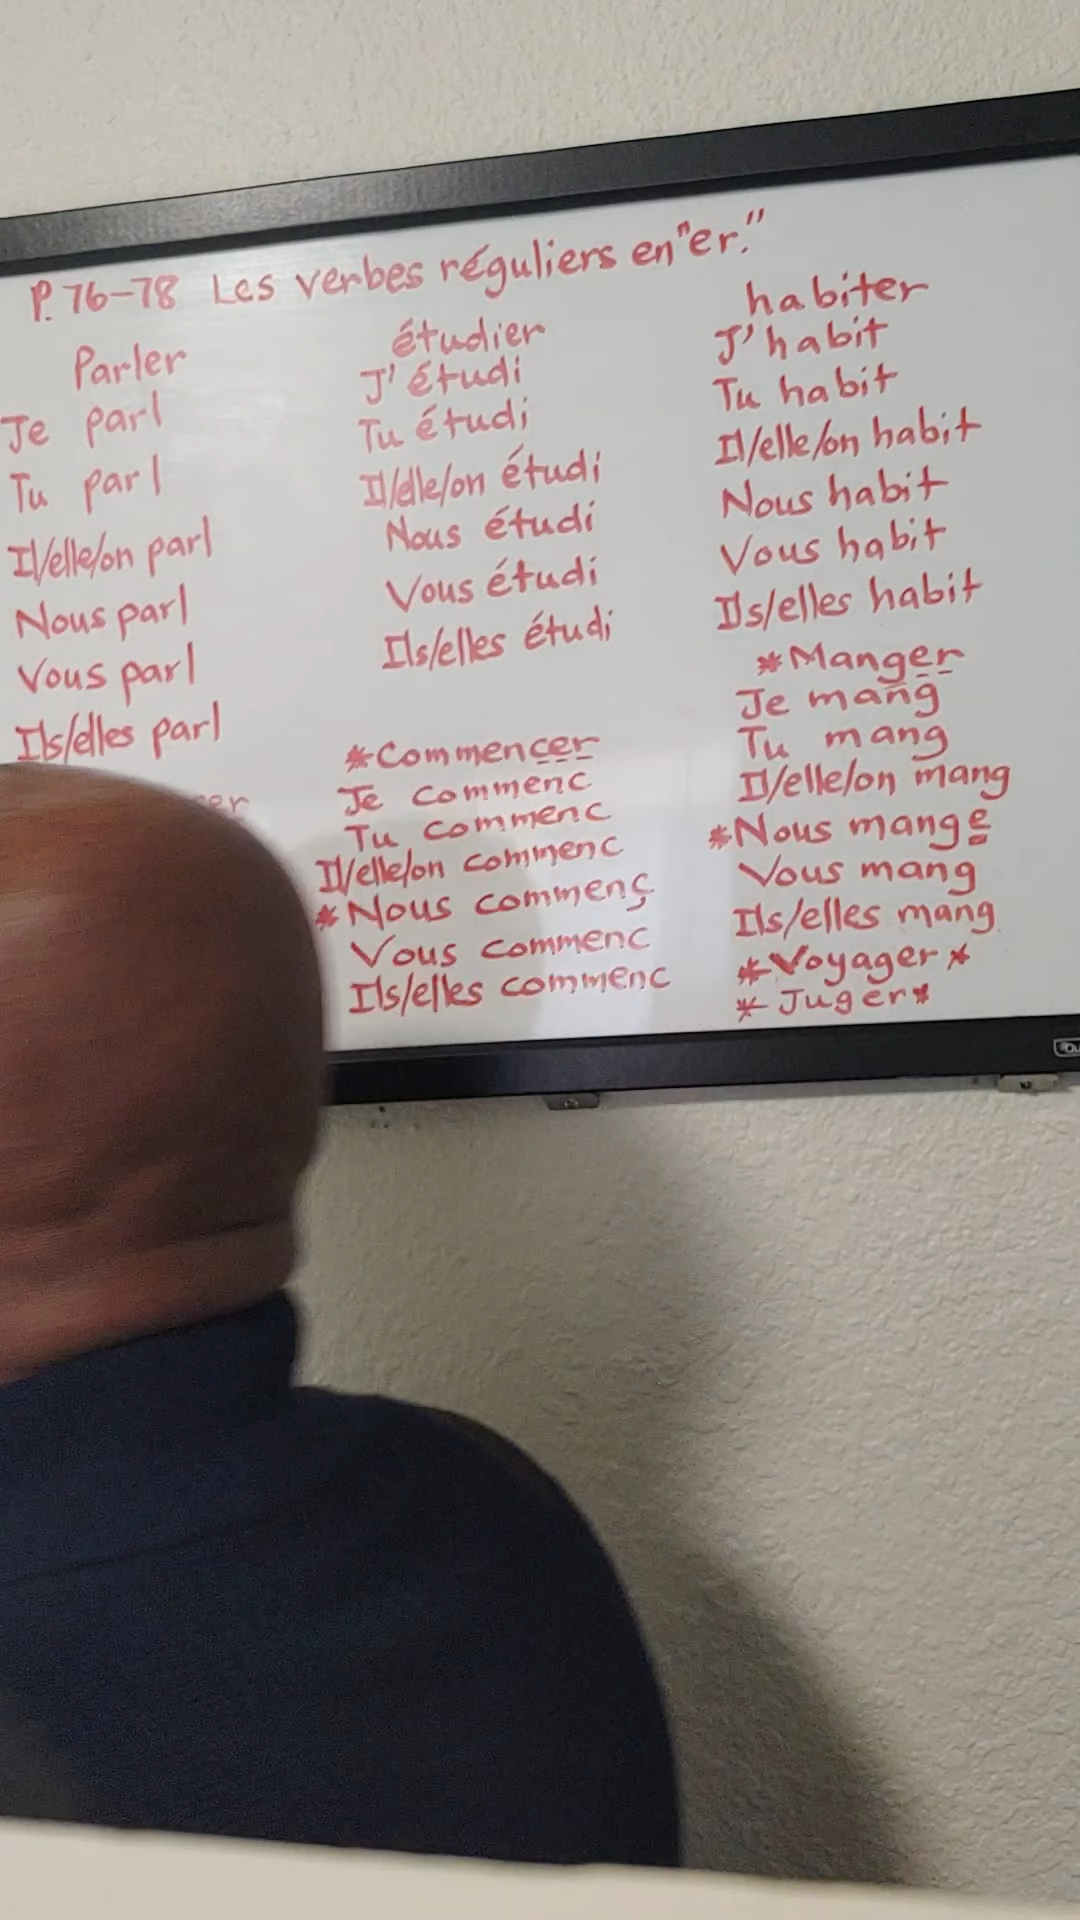 P. 76-78 Les verbes réguliers en "er."
Parler
Je parl
Tu parl
Il/elle/on parl
Nous parl
Vous parl
Ils/elles parl
étudier
J'étudi
Tu étudi
Il/elle/on étudi
Nous étudi
Vous étudi
Ils/elles étudi
*Commencer
Je commenc
Tu commenc
Il/elle/on commenc
*Nous commenç
Vous commenc
Ils/elles commenc
habiter
J'habit
Tu habit
Il/elle/on habit
Nous habit
Vous habit
Ils/elles habit
*Manger
Je mang
Tu mang
Il/elle/on mang
*Nous mange
Vous mang
Ils/elles mang
*Voyager*
*Juger*